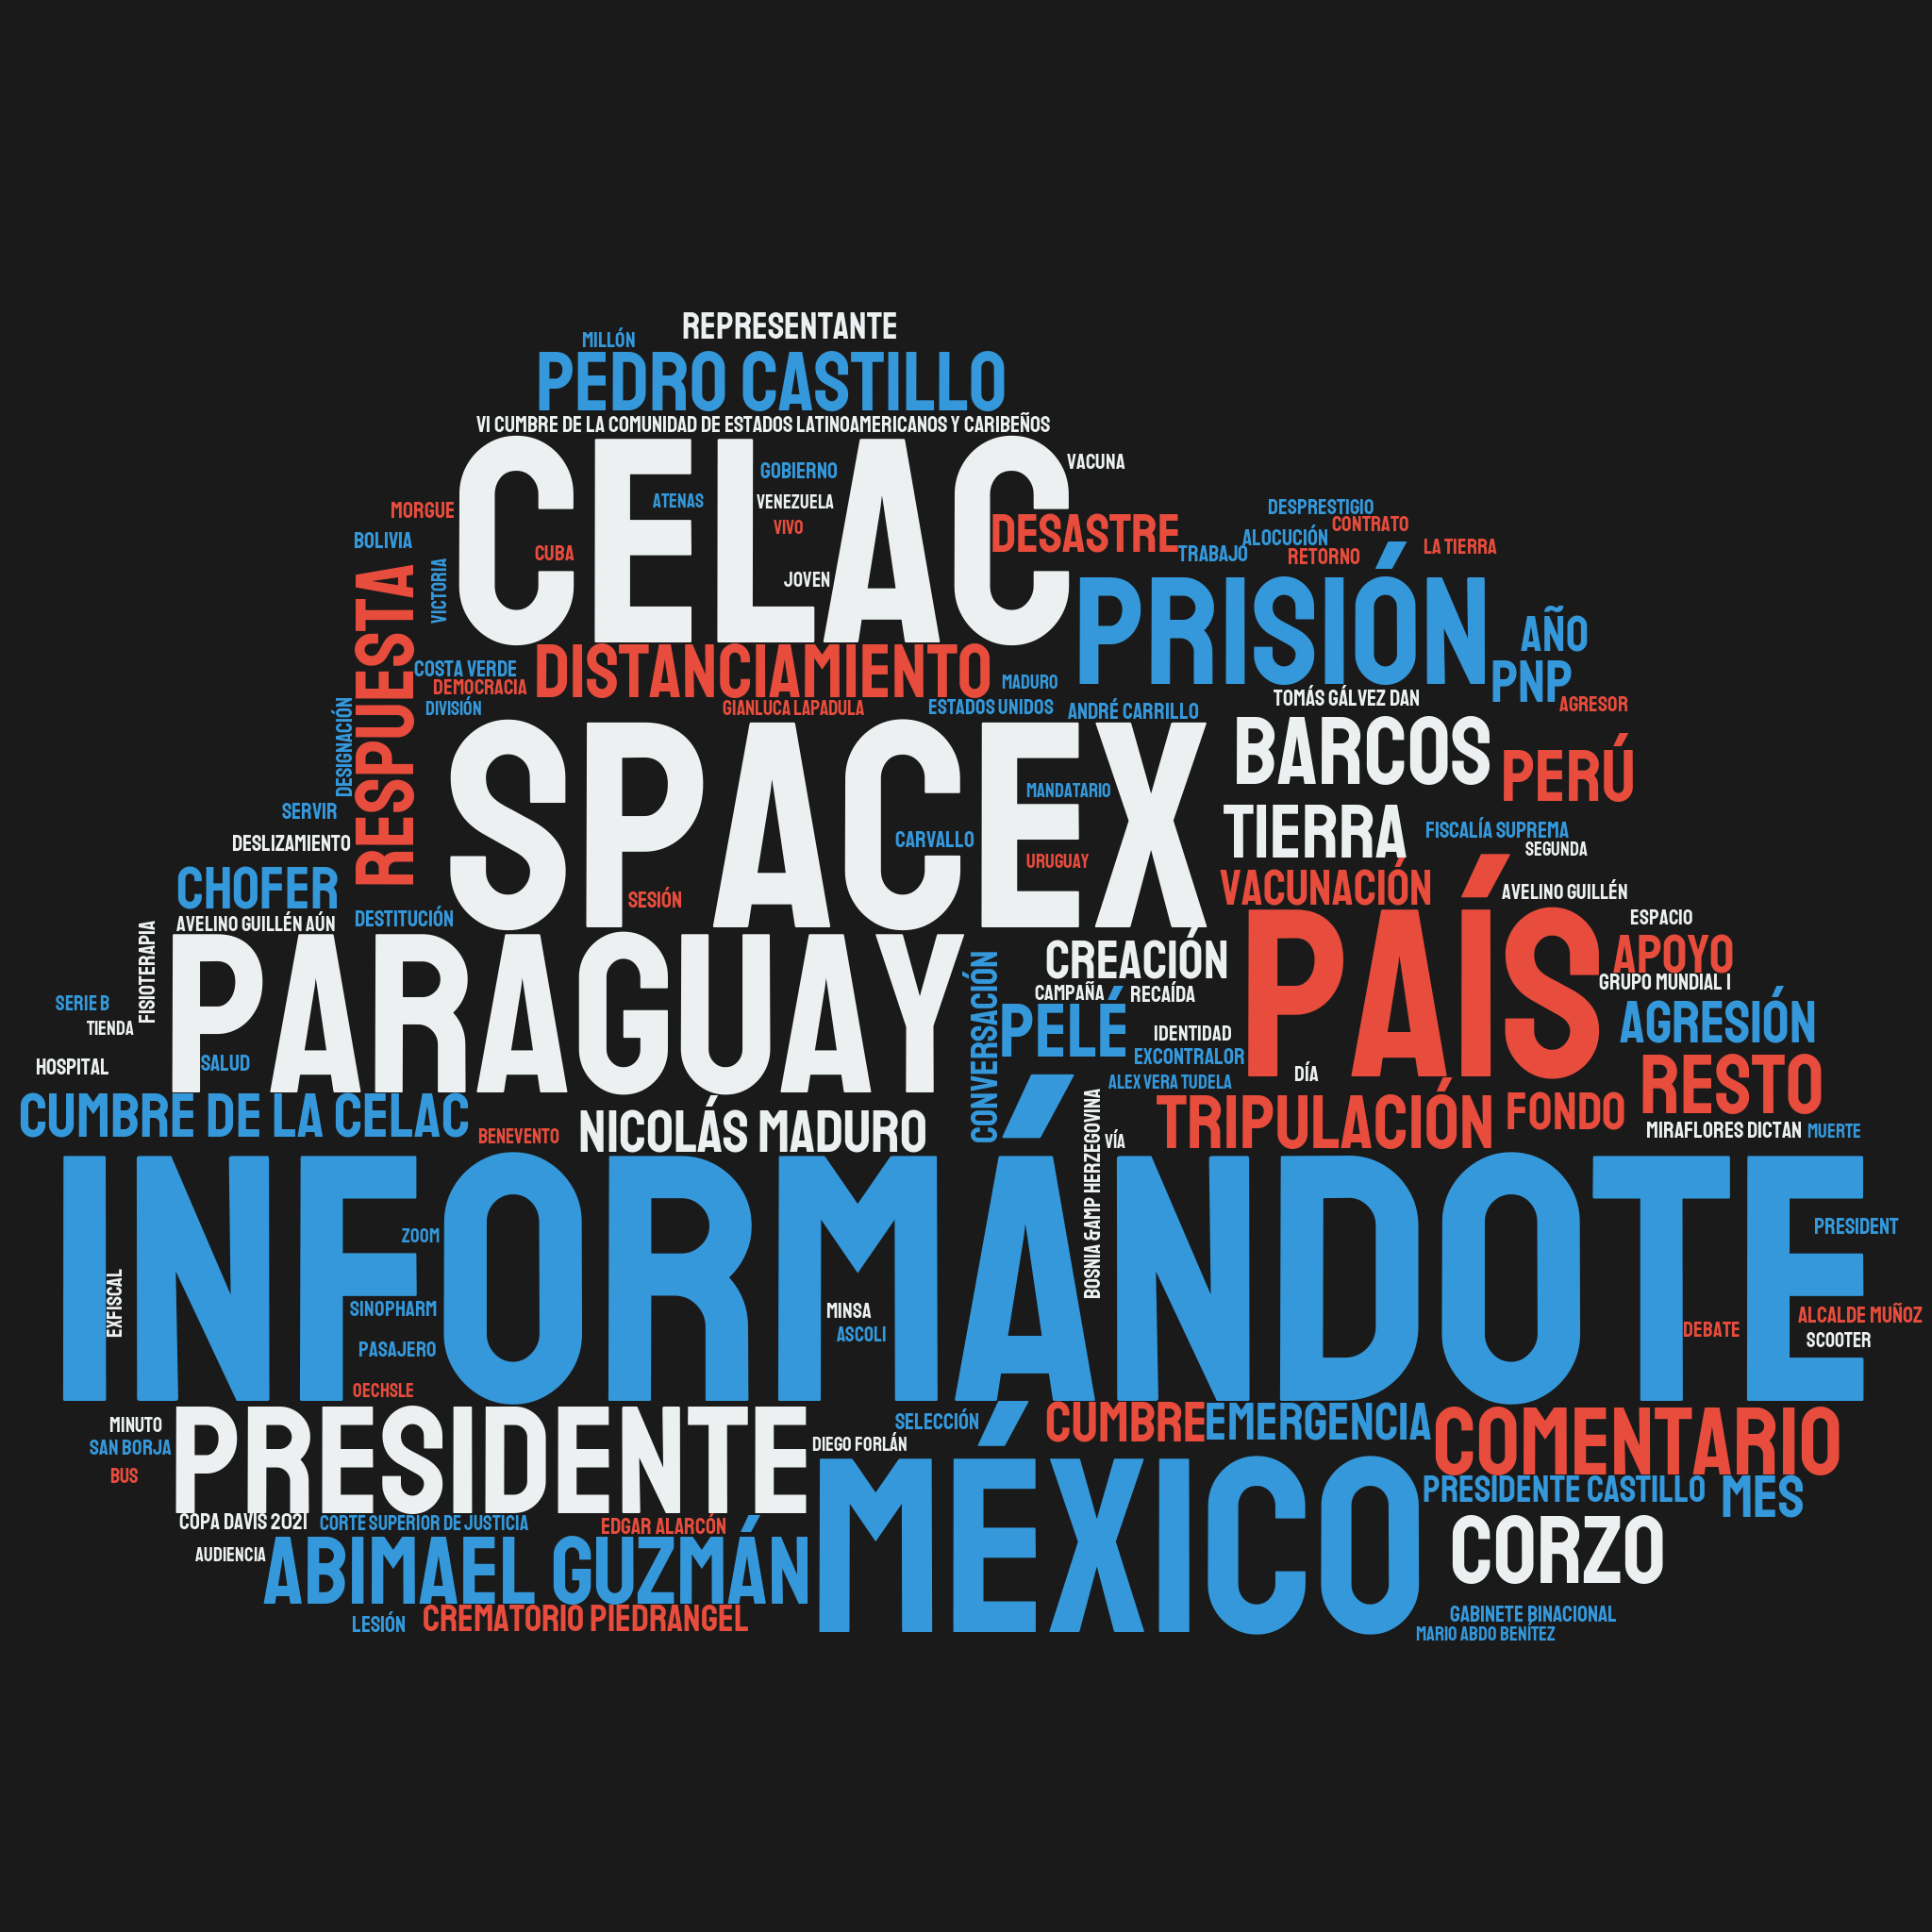 REPRESENTANTE
MILLÓN
PEDRO CASTILLO
VI CUMBRE DE LA COMUNIDAD DE ESTADOS LATINOAMERICANOS Y CARIBEÑOS
CELAC
VACUNA
GOBIERNO
ATENAS
VENEZUELA
VIVO
MORGUE
BOLIVIA
CUBA
JOVEN
VICTORIA
DESASTRE
DESPRESTIGIO
CONTRATO
ALOCUCIÓN
TRABAJO
RETORNO
LA TIERRA
PRISIÓN
AÑO
PNP
AGRESOR
RESPUESTA
COSTA VERDE
DEMOCRACIA
DIVISIÓN
DISTANCIAMIENTO
MADURO
GIANLUCA LAPADULA
ESTADOS UNIDOS
ANDRÉ CARRILLO
TOMÁS GÁLVEZ DAN
DESIGNACIÓN
SPACEX
BARCOS
PERÚ
MANDATARIO
SERVIR
DESLIZAMIENTO
CARVALLO
URUGUAY
TIERRA
FISCALÍA SUPREMA
SEGUNDA
CHOFER
SESIÓN
VACUNACIÓN
AVELINO GUILLÉN
AVELINO GUILLÉN AÚN
DESTITUCIÓN
ESPACIO
FISIOTERAPIA
PARAGUAY
CREACIÓN
PAÍS
APOYO
CONVERSACIÓN
CAMPAÑA
RECAÍDA
GRUPO MUNDIAL I
SERIE B
TIENDA
PELÉ
IDENTIDAD
AGRESIÓN
HOSPITAL
SALUD
EXCONTRALOR
ALEX VERA TUDELA
DÍA
RESTO
CUMBRE DE LA CELAC
BENEVENTO
NICOLÁS MADURO
BOSNIA &AMP HERZEGOVINA
VÍA
TRIPULACIÓN
FONDO
MIRAFLORES DICTAN
MUERTE
INFORMÁNDOTE
ZOOM
PRESIDENT
EXFISCAL
SINOPHARM
MINSA
ASCOLI
PASAJERO
OECHSLE
DEBATE
ALCALDE MUÑOZ
SCOOTER
MINUTO
SAN BORJA
BUS
PRESIDENTE
SELECCIÓN
DIEGO FORLÁN
CUMBRE
EMERGENCIA
COMENTARIO
MÉXICO
PRESIDENTE CASTILLO
MES
COPA DAVIS 2021
CORTE SUPERIOR DE JUSTICIA
EDGAR ALARCÓN
AUDIENCIA
ABIMAEL GUZMÁN
CORZO
LESIÓN
CREMATORIO PIEDRANGEL
GABINETE BINACIONAL
MARIO ABDO BENÍTEZ